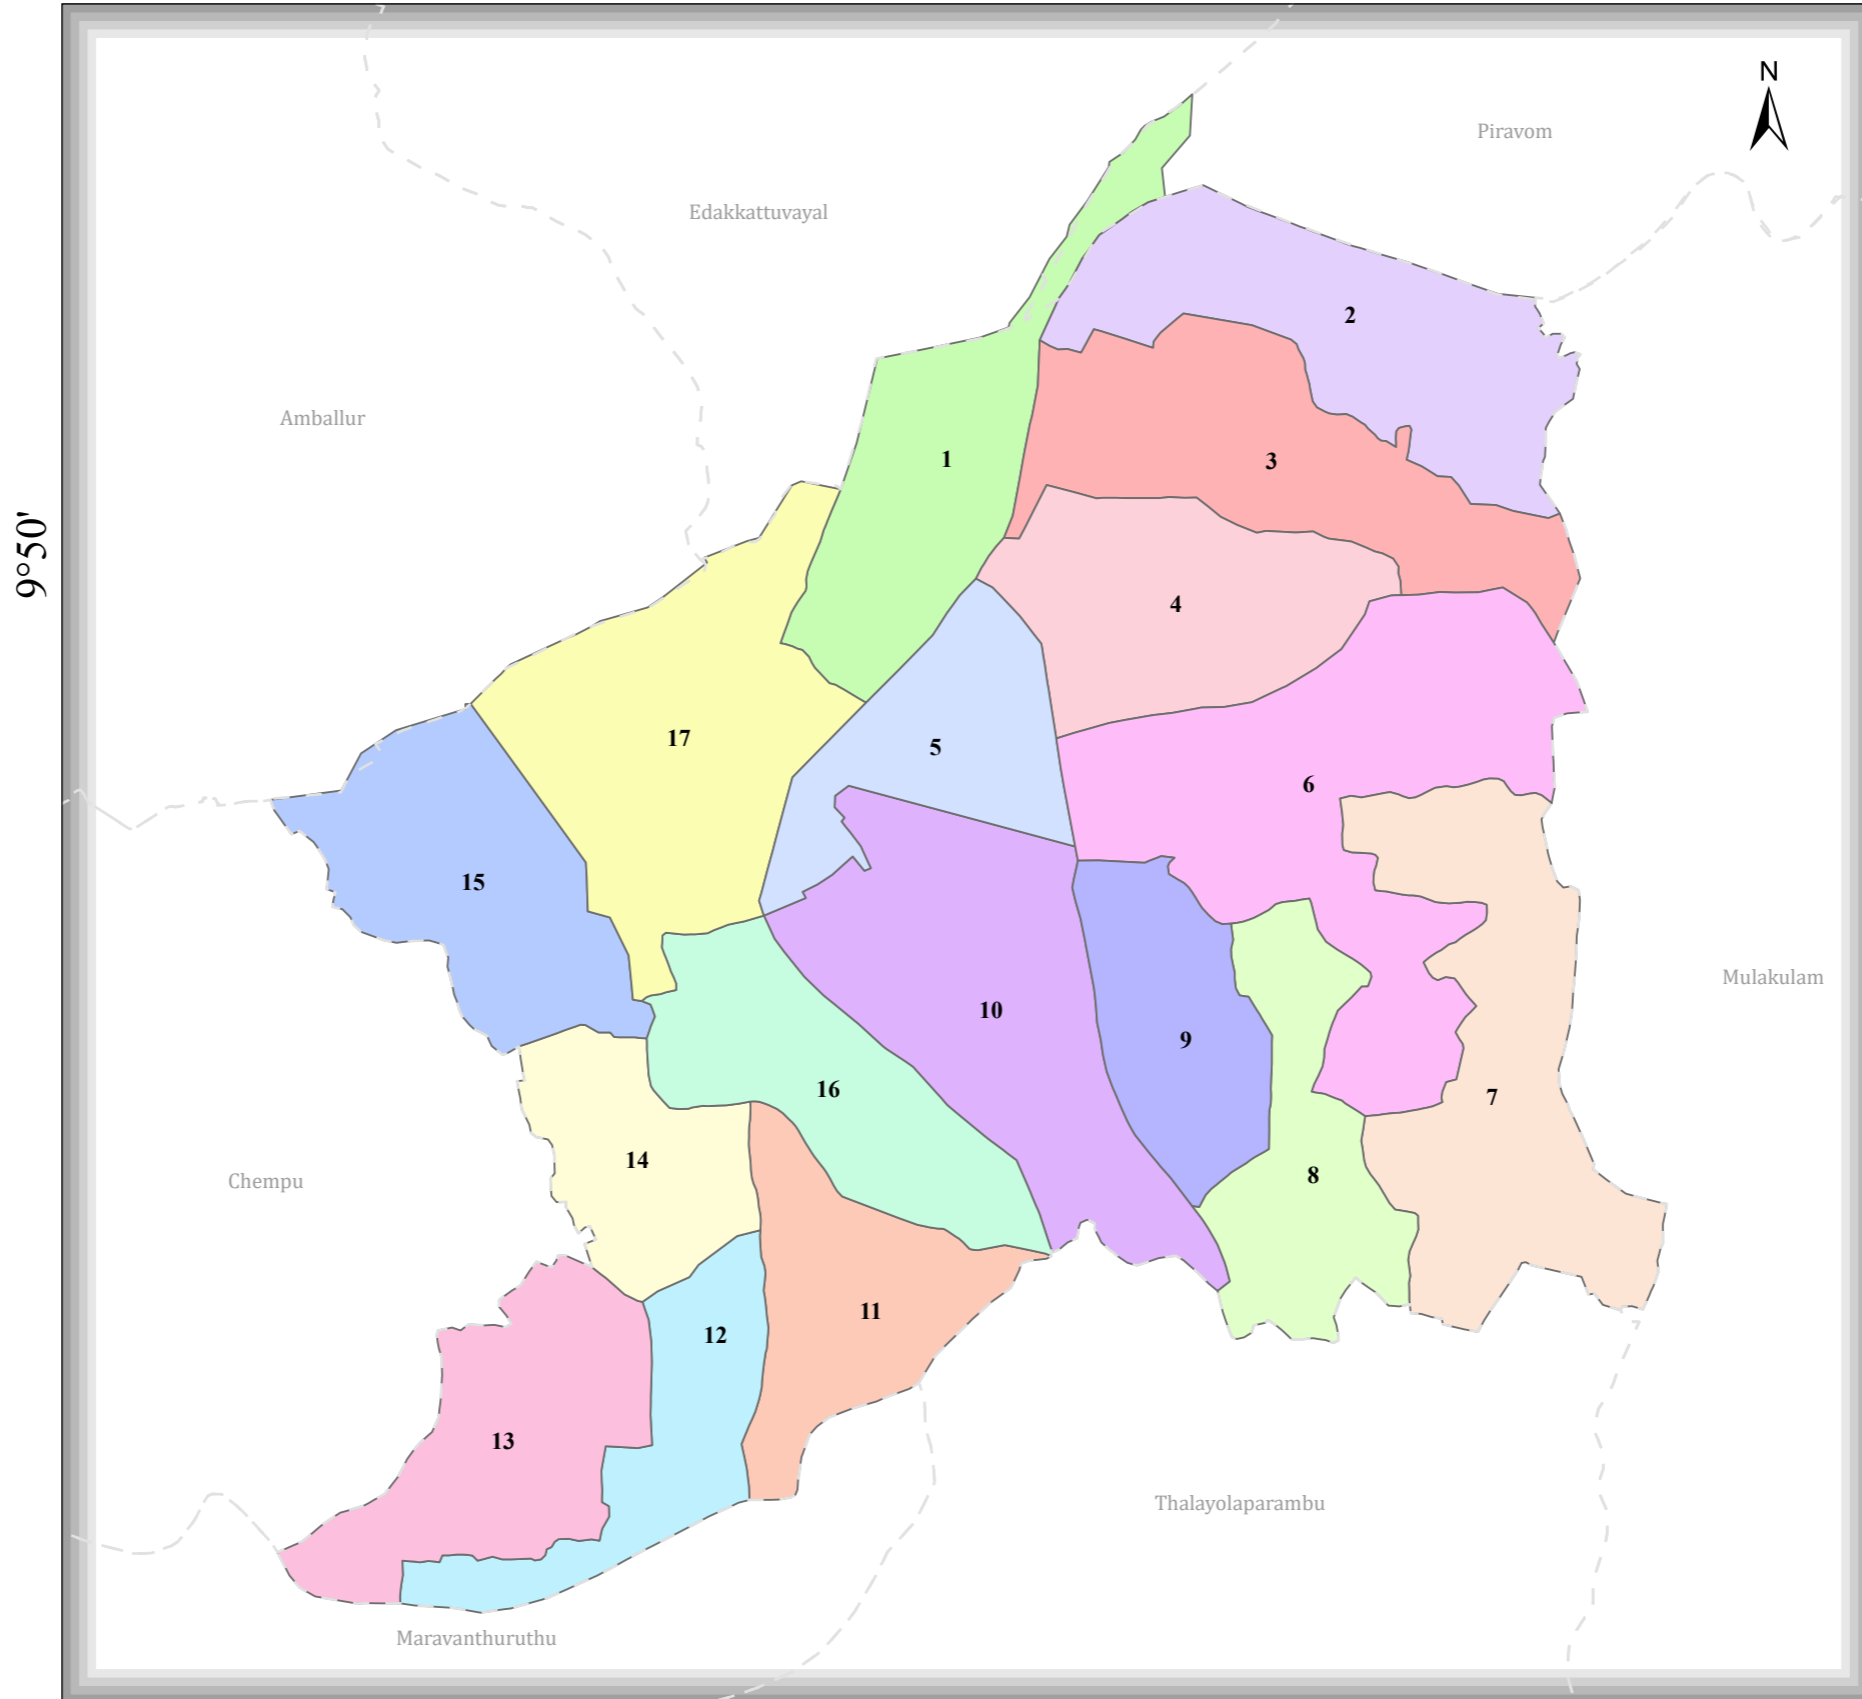 N
Piravom
Edakkattuvayal
2
Amballur
1
3
9°50'
4
17
5
6
15
Mulakulam
10
9
16
7
14
8
Chempu
11
12
13
Thalayolaparambu
Maravanthuruthu